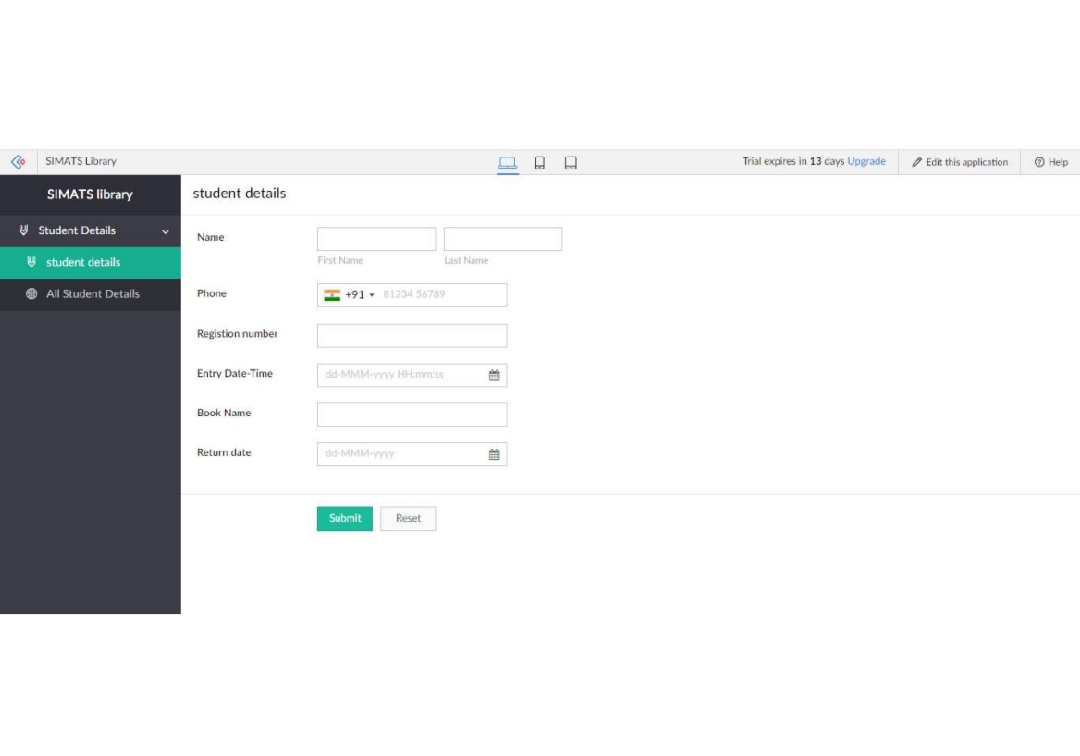 SIMATS Library
Trial expires in 13 days Upgrade
Edit this application
Help
SIMATS library
Student Details
student details
All Student Details
student details
Name
First Name
Last Name
Phone
+91
81234 56789
Registion number
Entry Date-Time
dd-MMM-yyyy HH:mm:ss
Book Name
Return date
dd-MMM-yyyy
Submit
Reset